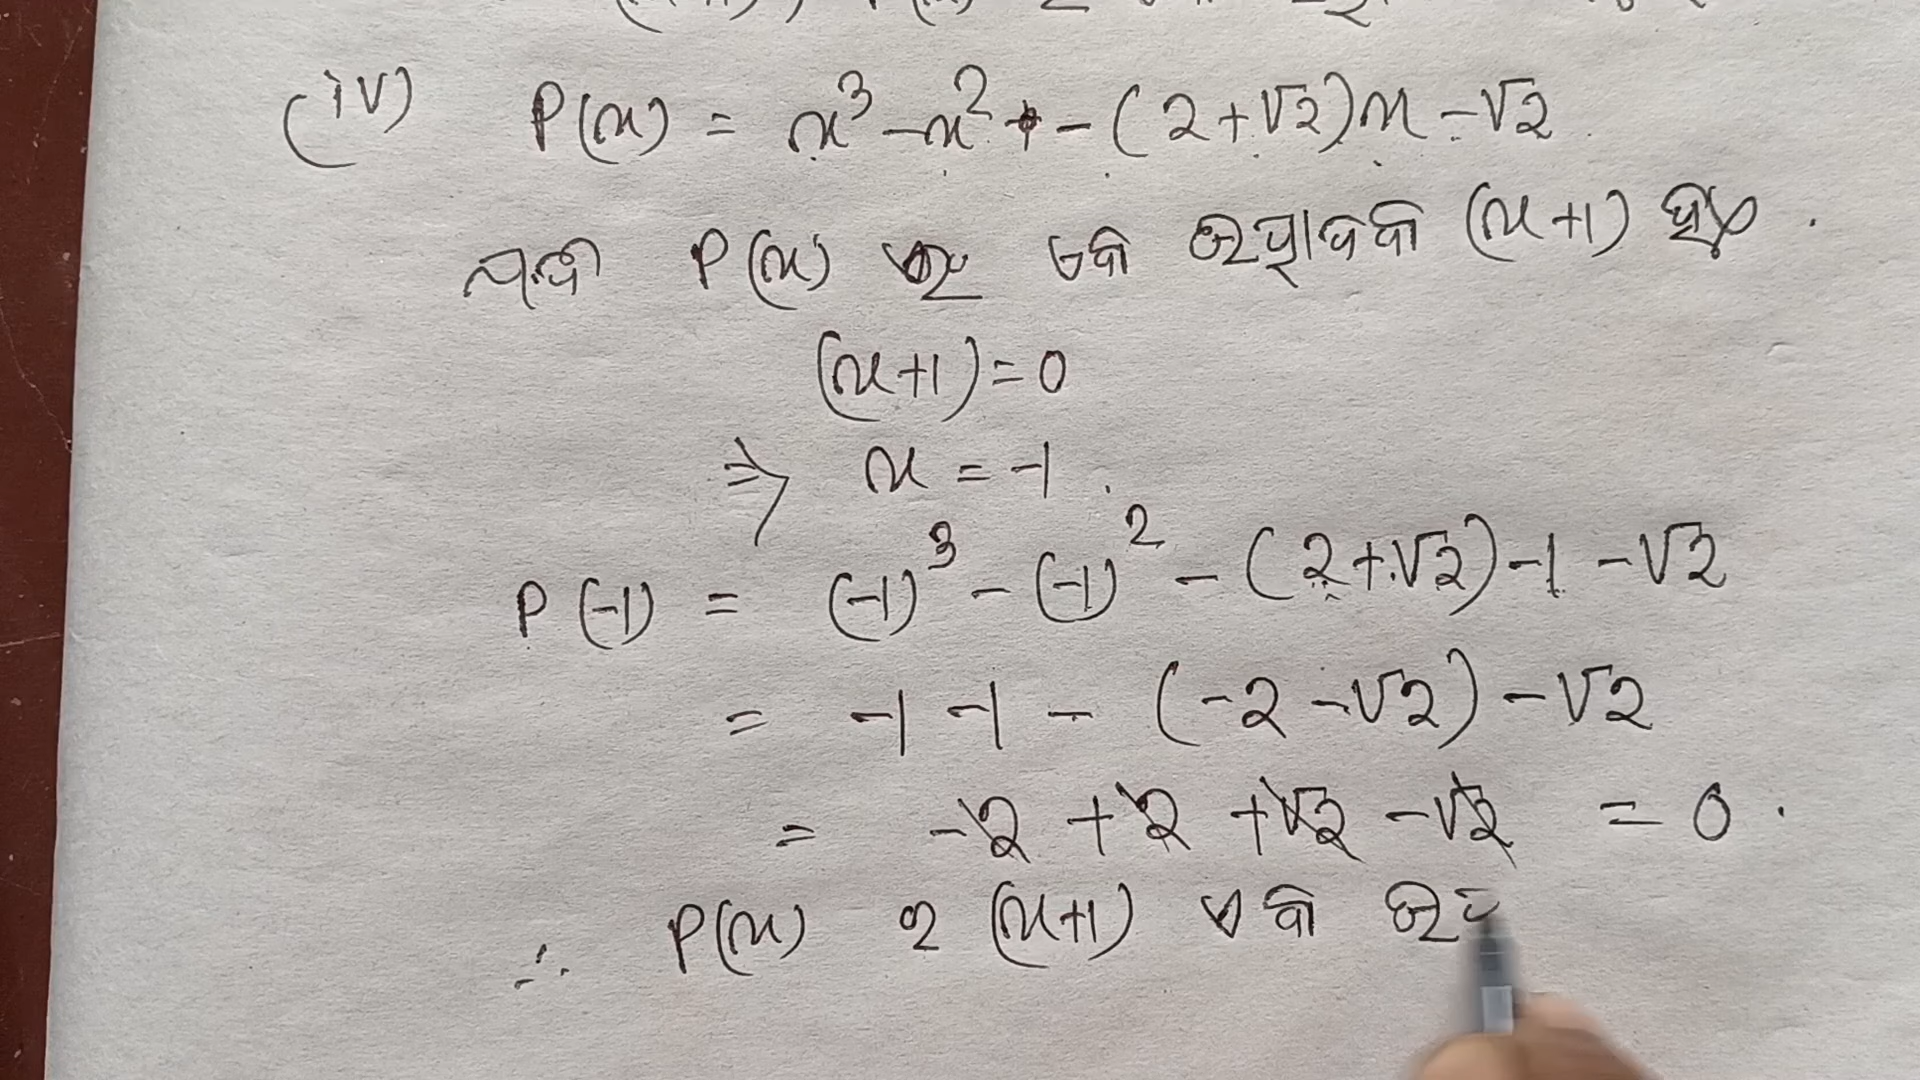 (iv) P(x) = x³ - x² - (2 + √2)x - √2
ଯଦି P(x) ର ଏକ ଉତ୍ପାଦକ (x + 1) ହୁଏ .
(x+1) = 0
⇒ x = -1 .
P(-1) = (-1)³ - (-1)² - (2 + √2) -1 - √2
= -1 -1 - (-2 - √2) - √2
= -2 + 2 + √2 - √2 = 0 .
∴ P(x) ର (x+1) ଏକ